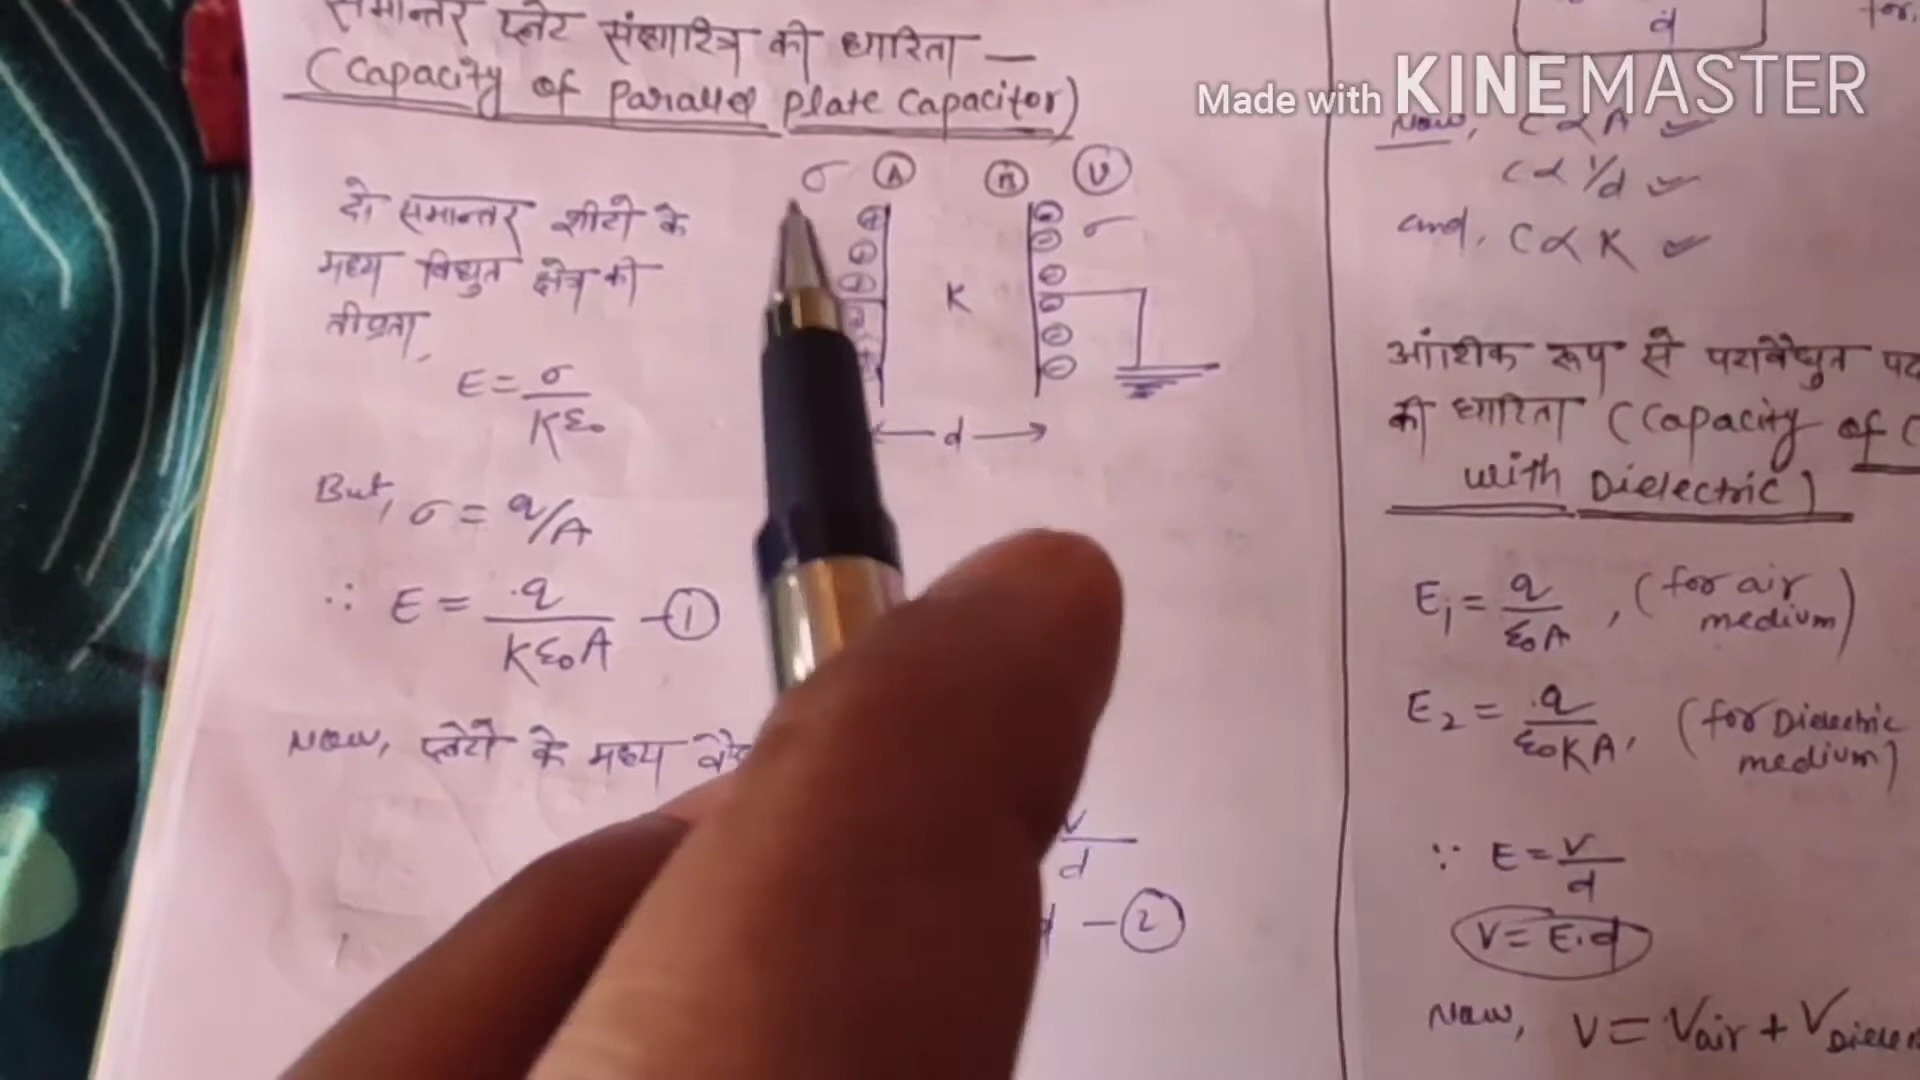 समान्तर प्लेट संधारित्र की धारिता —
(Capacity of Parallel Plate Capacitor)
σ A B V
दो समान्तर शीटो के
मध्य विद्युत क्षेत्र की
तीव्रता,
K
σ
d
E = σ/Kε₀
But, σ = q/A
∴ E = q/Kε₀A —①
Now, प्लेटो के मध्य
V/d
d —②
d
for,
Made with KINEMASTER
Now, C ∝ A ✓
C ∝ 1/d ✓
and, C ∝ K ✓
आंशिक रूप से परावैद्युत
की धारिता (Capacity of
with Dielectric)
E₁ = q/ε₀A, (for air medium)
E₂ = q/ε₀KA, (for Dielectric medium)
∵ E = V/d
V = E.d
Now, V = Vair +